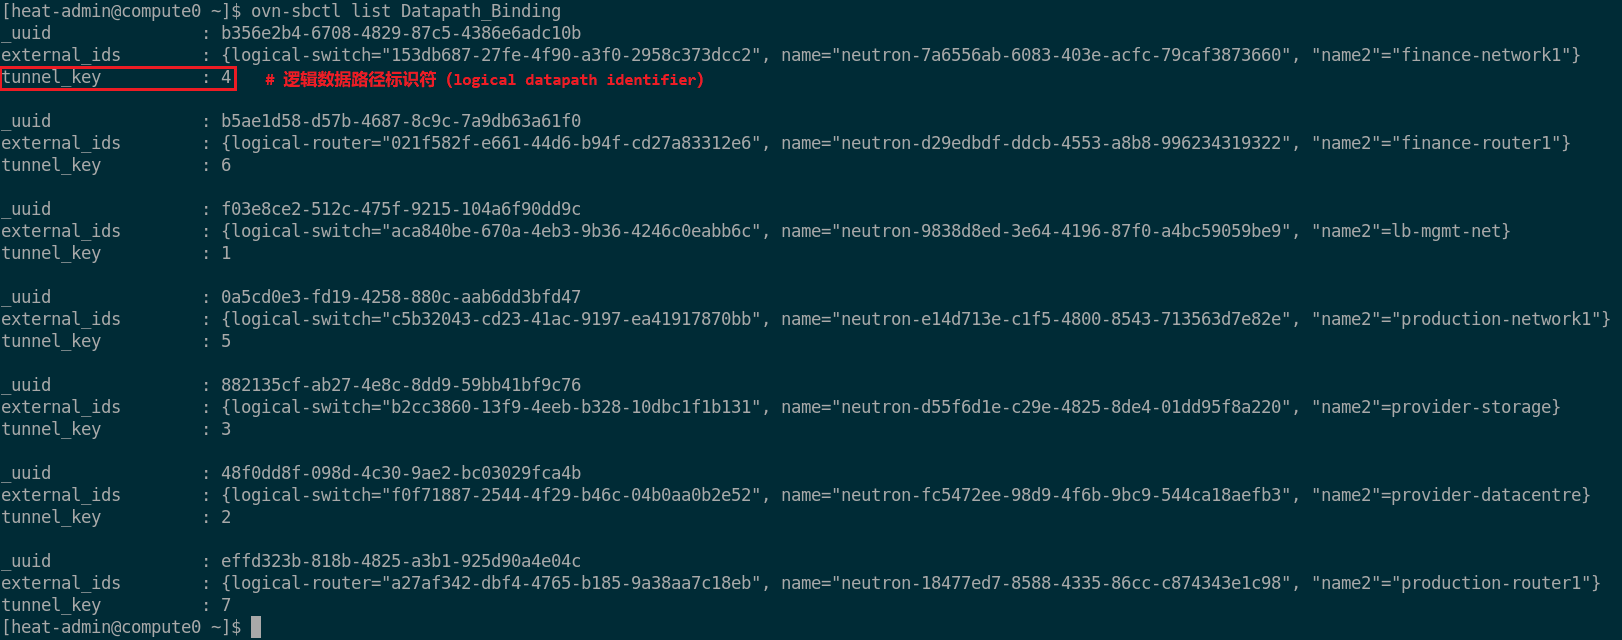 [heat-admin@compute0 ~]$ ovn-sbctl list Datapath_Binding
_uuid               : b356e2b4-6708-4829-87c5-4386e6adc10b
external_ids        : {logical-switch="153db687-27fe-4f90-a3f0-2958c373dcc2", name="neutron-7a6556ab-6083-403e-acfc-79caf3873660", "name2"="finance-network1"}
tunnel_key          : 4   # 逻辑数据路径标识符 (logical datapath identifier)
_uuid               : b5ae1d58-d57b-4687-8c9c-7a9db63a61f0
external_ids        : {logical-router="021f582f-e661-44d6-b94f-cd27a83312e6", name="neutron-d29edbdf-ddcb-4553-a8b8-996234319322", "name2"="finance-router1"}
tunnel_key          : 6
_uuid               : f03e8ce2-512c-475f-9215-104a6f90dd9c
external_ids        : {logical-switch="aca840be-670a-4eb3-9b36-4246c0eabb6c", name="neutron-9838d8ed-3e64-4196-87f0-a4bc59059be9", "name2"=lb-mgmt-net}
tunnel_key          : 1
_uuid               : 0a5cd0e3-fd19-4258-880c-aab6dd3bfd47
external_ids        : {logical-switch="c5b32043-cd23-41ac-9197-ea41917870bb", name="neutron-e14d713e-c1f5-4800-8543-713563d7e82e", "name2"="production-network1"}
tunnel_key          : 5
_uuid               : 882135cf-ab27-4e8c-8dd9-59bb41bf9c76
external_ids        : {logical-switch="b2cc3860-13f9-4eeb-b328-10dbc1f1b131", name="neutron-d55f6d1e-c29e-4825-8de4-01dd95f8a220", "name2"=provider-storage}
tunnel_key          : 3
_uuid               : 48f0dd8f-098d-4c30-9ae2-bc03029fca4b
external_ids        : {logical-switch="f0f71887-2544-4f29-b46c-04b0aa0b2e52", name="neutron-fc5472ee-98d9-4f6b-9bc9-544ca18aefb3", "name2"=provider-datacentre}
tunnel_key          : 2
_uuid               : effd323b-818b-4825-a3b1-925d90a4e04c
external_ids        : {logical-router="a27af342-dbf4-4765-b185-9a38aa7c18eb", name="neutron-18477ed7-8588-4335-86cc-c874343e1c98", "name2"="production-router1"}
tunnel_key          : 7
[heat-admin@compute0 ~]$